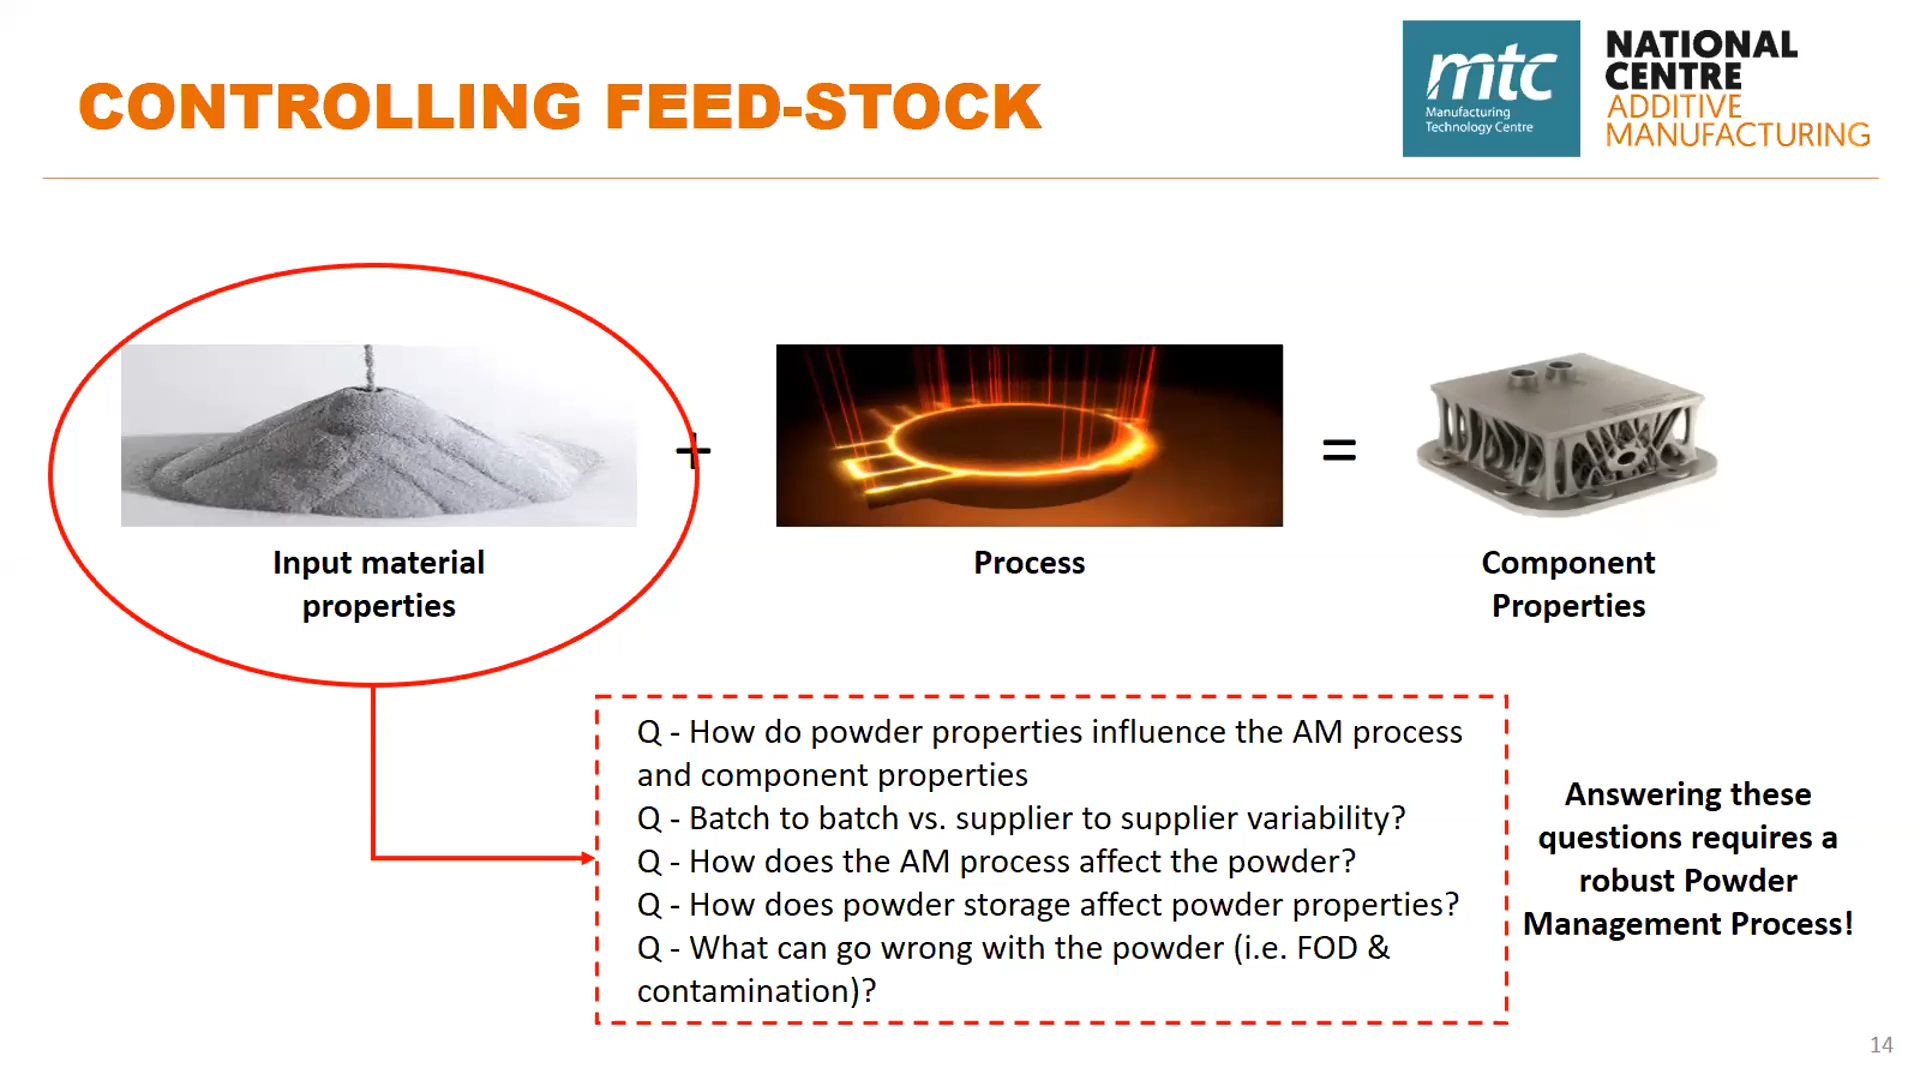 CONTROLLING FEED-STOCK
mtc
Manufacturing
Technology Centre
NATIONAL
CENTRE
ADDITIVE
MANUFACTURING
+
=
Input material
properties
Process
Component
Properties
Q - How do powder properties influence the AM process
and component properties
Q - Batch to batch vs. supplier to supplier variability?
Q - How does the AM process affect the powder?
Q - How does powder storage affect powder properties?
Q - What can go wrong with the powder (i.e. FOD &
contamination)?
Answering these
questions requires a
robust Powder
Management Process!
14